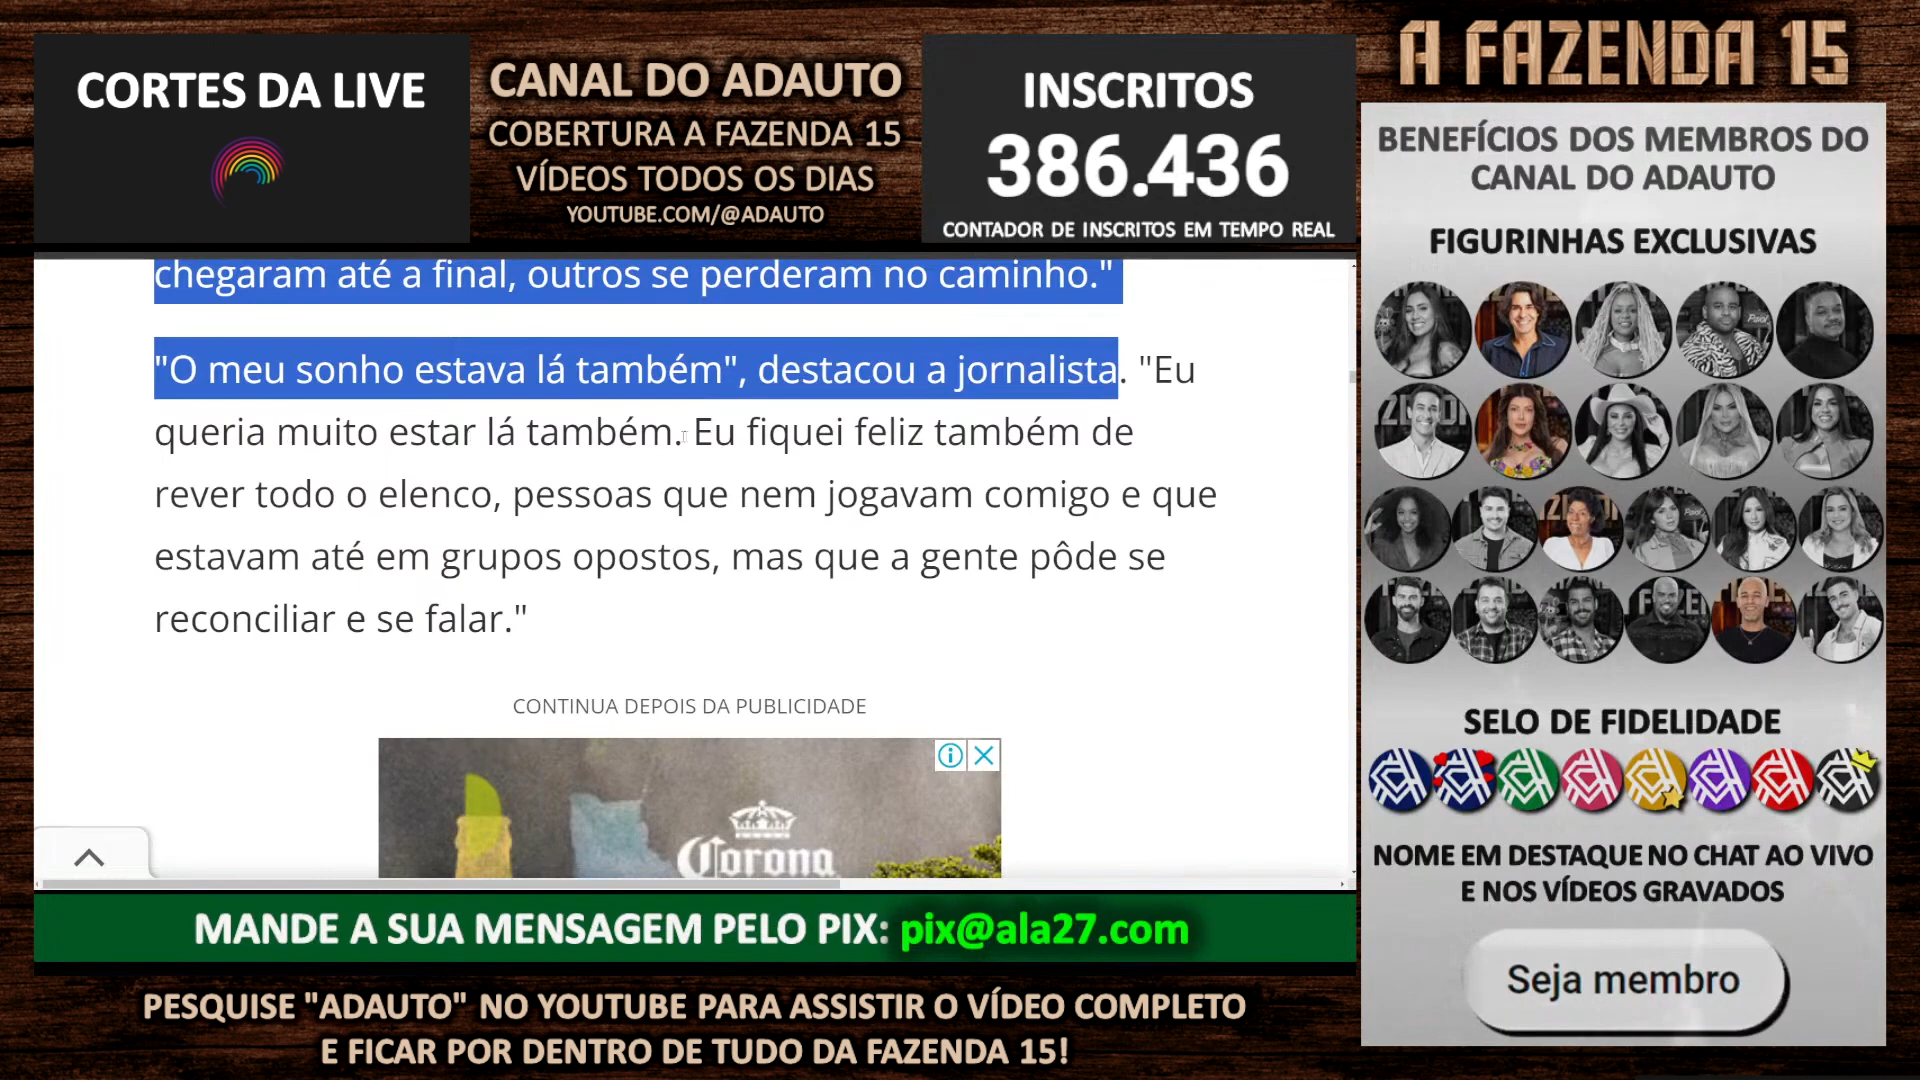 CORTES DA LIVE
CANAL DO ADAUTO
COBERTURA A FAZENDA 15
VÍDEOS TODOS OS DIAS
YOUTUBE.COM/@ADAUTO
INSCRITOS
386.436
CONTADOR DE INSCRITOS EM TEMPO REAL
A FAZENDA 15
chegaram até a final, outros se perderam no caminho."
"O meu sonho estava lá também", destacou a jornalista. "Eu
queria muito estar lá também. Eu fiquei feliz também de
rever todo o elenco, pessoas que nem jogavam comigo e que
estavam até em grupos opostos, mas que a gente pôde se
reconciliar e se falar."
CONTINUA DEPOIS DA PUBLICIDADE
Corona
MANDE A SUA MENSAGEM PELO PIX: pix@ala27.com
PESQUISE "ADAUTO" NO YOUTUBE PARA ASSISTIR O VÍDEO COMPLETO
E FICAR POR DENTRO DE TUDO DA FAZENDA 15!
BENEFÍCIOS DOS MEMBROS DO
CANAL DO ADAUTO
FIGURINHAS EXCLUSIVAS
SELO DE FIDELIDADE
NOME EM DESTAQUE NO CHAT AO VIVO
E NOS VÍDEOS GRAVADOS
Seja membro